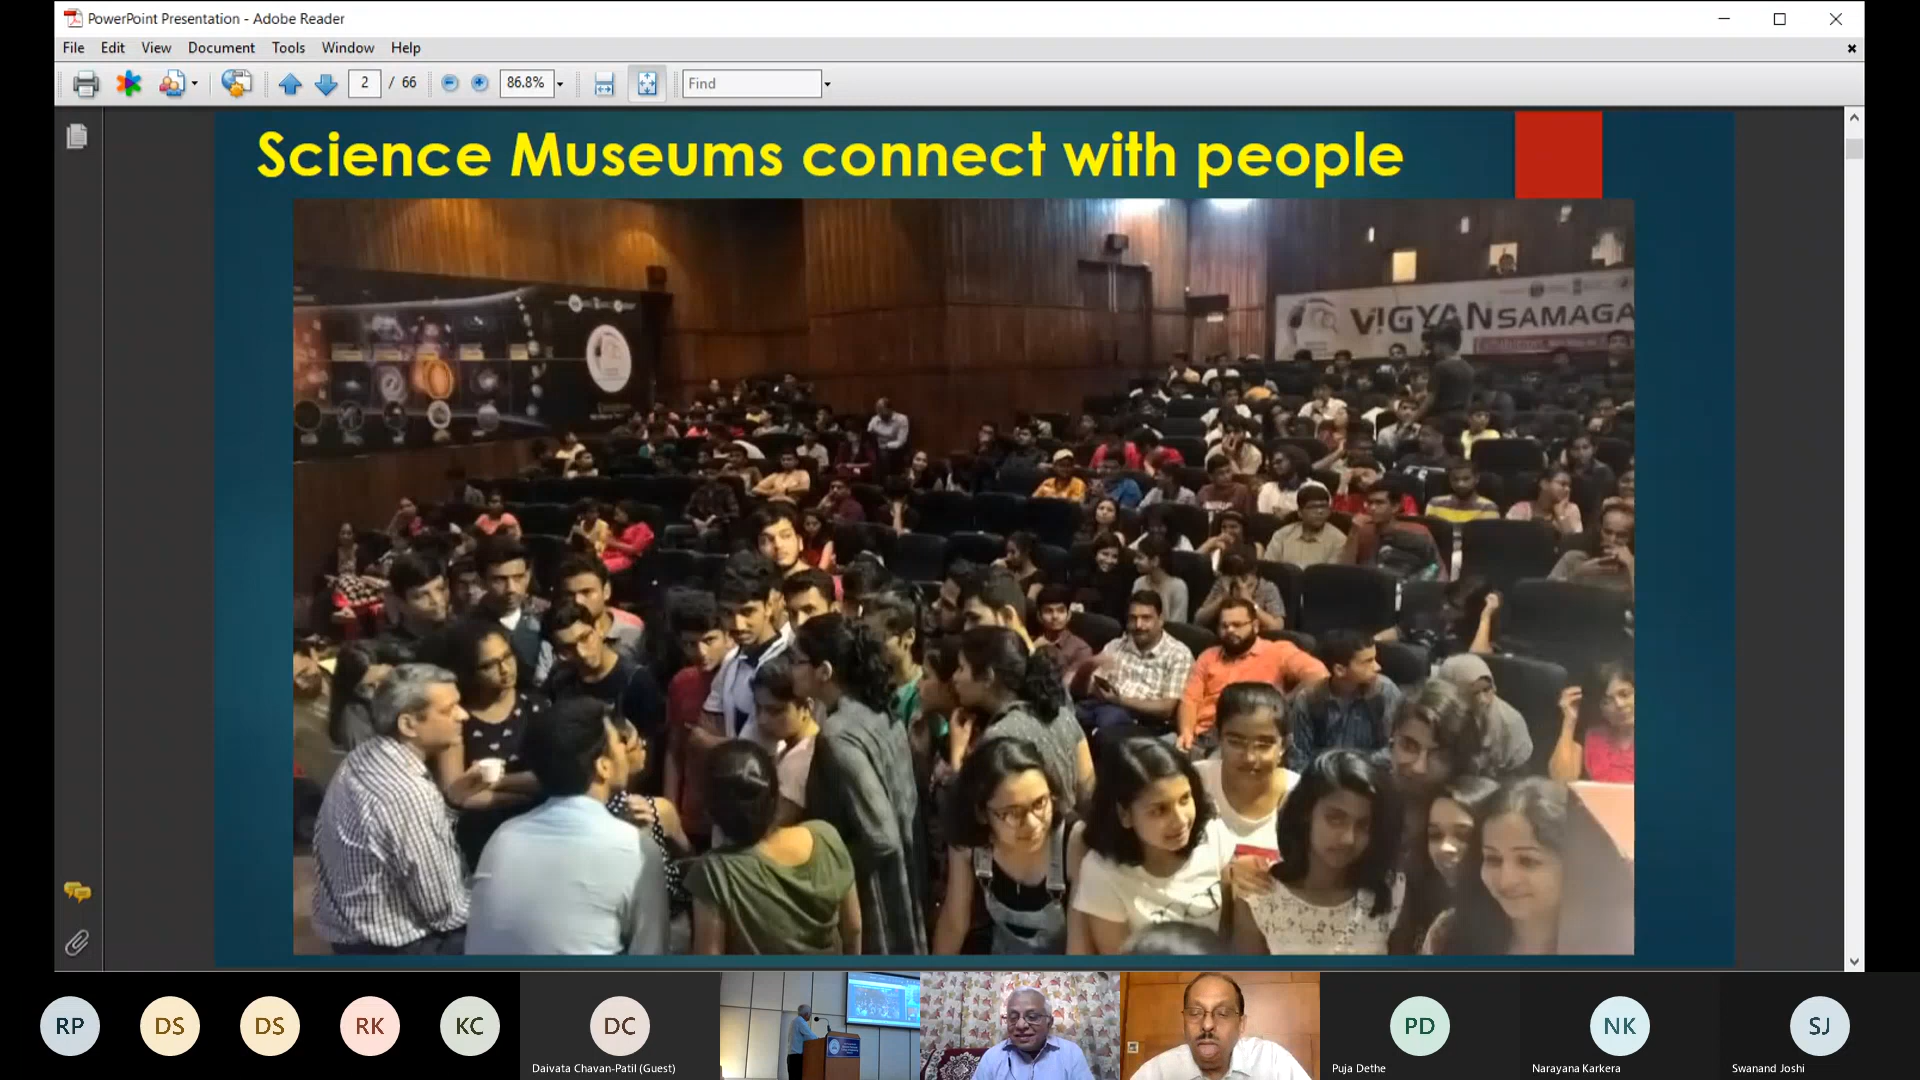 PowerPoint Presentation - Adobe Reader
File Edit View Document Tools Window Help
2 / 66 86.8% Find
Science Museums connect with people
V!GYAN SAMAGA
RP DS DS RK KC DC PD NK SJ
Daivata Chavan-Patil (Guest) Puja Dethe Narayana Karkera Swanand Joshi